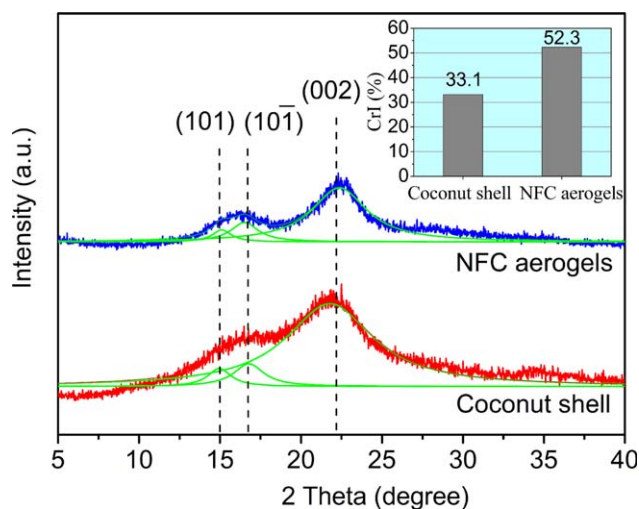 60
50
40
30
20
10
0
CrI (%)
33.1
52.3
Coconut shell
NFC aerogels
(101)
(101̅)
(002)
Intensity (a.u.)
NFC aerogels
Coconut shell
5 10 15 20 25 30 35 40
2 Theta (degree)